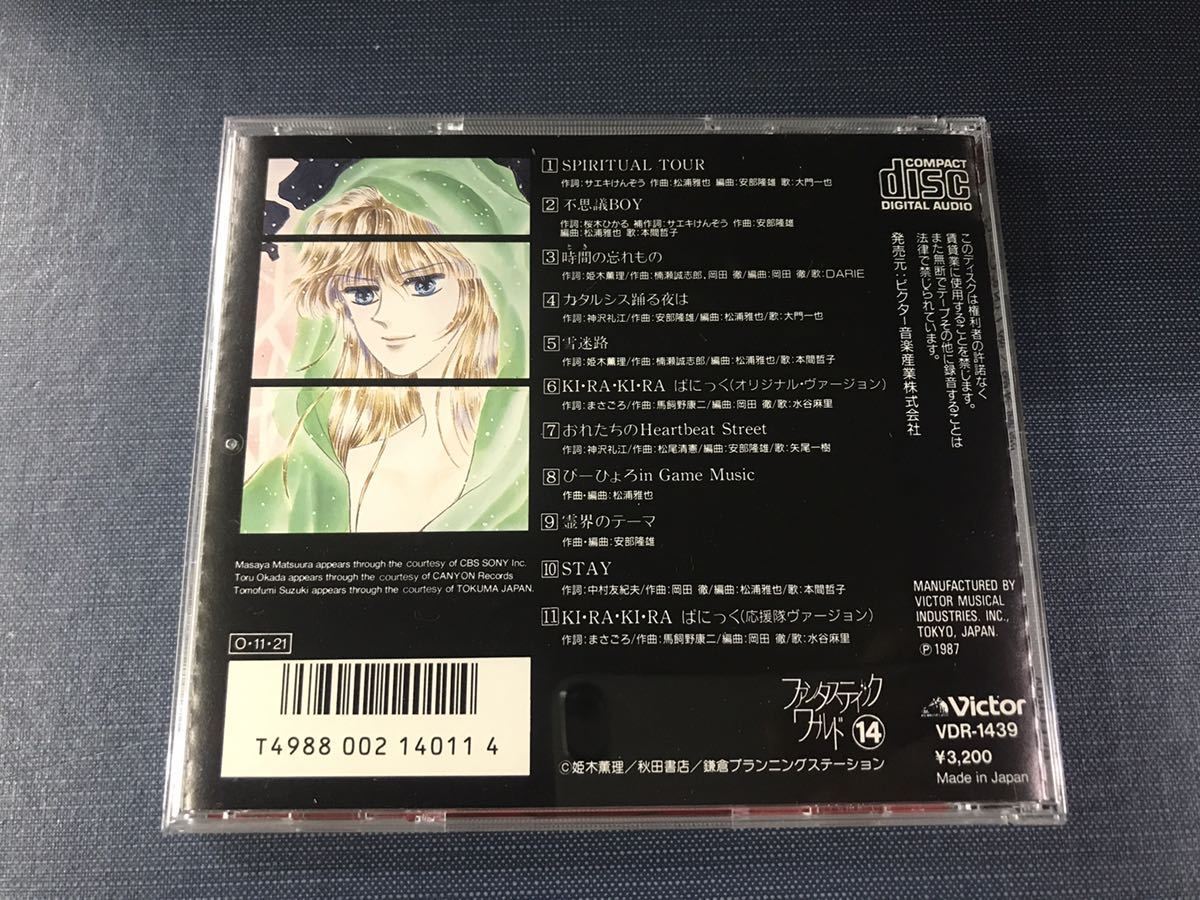 1 SPIRITUAL TOUR
作詞:サエキけんぞう 作曲:松浦雅也 編曲:安部隆雄 歌:大門一也
2 不思議BOY
作詞:桜木ひかる 補作詞:サエキけんぞう 作曲:安部隆雄
編曲:松浦雅也 歌:本間哲子
とき
3 時間の忘れもの
作詞:姫木薫理/作曲:楠瀬誠志郎,岡田 徹/編曲:岡田 徹/歌:DARIE
4 カタルシス踊る夜は
作詞:神沢礼江/作曲:安部隆雄/編曲:松浦雅也/歌:大門一也
5 雪迷路
作詞:姫木薫理/作曲:楠瀬誠志郎/編曲:松浦雅也/歌:本間哲子
6 KI・RA・KI・RA ぱにっく(オリジナル・ヴァージョン)
作詞:まさごろ/作曲:馬飼野康二/編曲:岡田 徹/歌:水谷麻里
7 おれたちのHeartbeat Street
作詞:神沢礼江/作曲:松尾清憲/編曲:安部隆雄/歌:矢尾一樹
8 ぴーひょろin Game Music
作曲・編曲:松浦雅也
9 霊界のテーマ
作曲・編曲:安部隆雄
10 STAY
作詞:中村友紀夫/作曲:岡田 徹/編曲:松浦雅也/歌:本間哲子
11 KI・RA・KI・RA ぱにっく(応援隊ヴァージョン)
作詞:まさごろ/作曲:馬飼野康二/編曲:岡田 徹/歌:水谷麻里
COMPACT
disc
DIGITAL AUDIO
このディスクは権利者の許諾なく
賃貸業に使用することを禁じます。
また無断でテープその他に録音することは
法律で禁じられています。
発売元:ビクター音楽産業株式会社
Masaya Matsuura appears through the courtesy of CBS SONY Inc.
Toru Okada appears through the courtesy of CANYON Records
Tomofumi Suzuki appears through the courtesy of TOKUMA JAPAN.
O・11・21
T4988 002 14011 4
MANUFACTURED BY
VICTOR MUSICAL
INDUSTRIES. INC.,
TOKYO, JAPAN.
Ⓟ1987
ファンタスティック
ワールド 14
©姫木薫理/秋田書店/鎌倉プランニングステーション
Victor
VDR-1439
¥3,200
Made in Japan